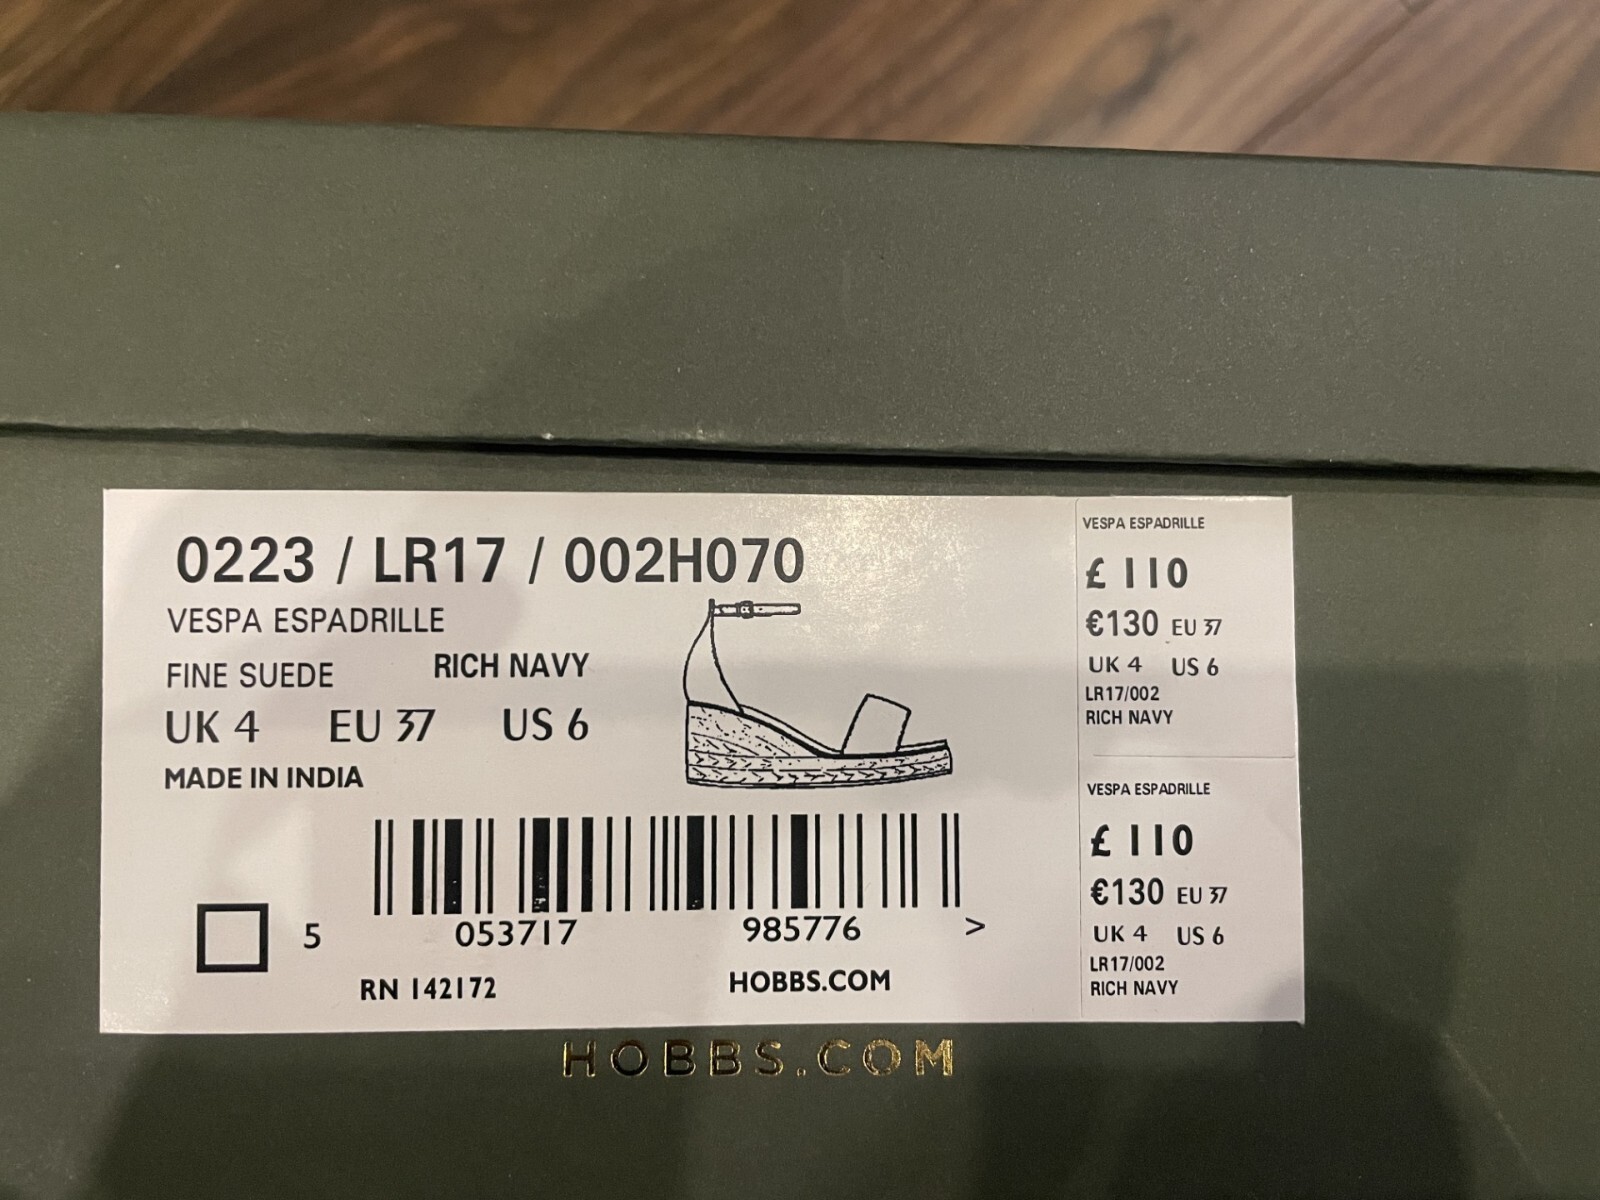 0223 / LR17 / 002H070
VESPA ESPADRILLE
FINE SUEDE RICH NAVY
UK 4 EU 37 US 6
MADE IN INDIA
5 053717 985776 >
RN 142172 HOBBS.COM
VESPA ESPADRILLE
£ 110
€130 EU 37
UK 4 US 6
LR17/002
RICH NAVY
VESPA ESPADRILLE
£ 110
€130 EU 37
UK 4 US 6
LR17/002
RICH NAVY
HOBBS.COM